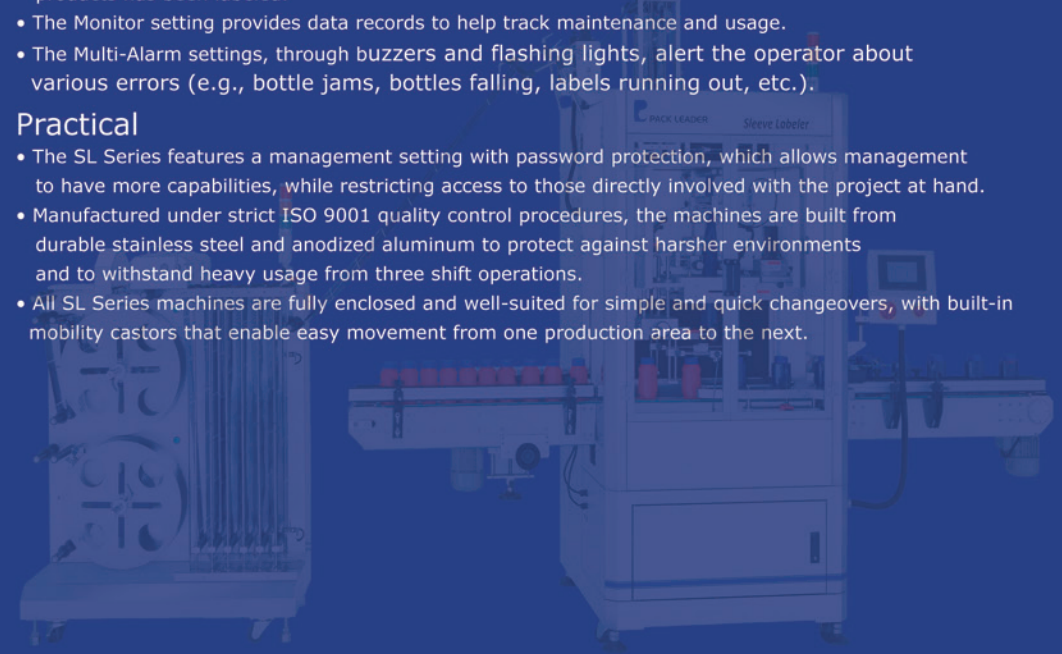 products has been labeled.
• The Monitor setting provides data records to help track maintenance and usage.
• The Multi-Alarm settings, through buzzers and flashing lights, alert the operator about
various errors (e.g., bottle jams, bottles falling, labels running out, etc.).
PACK LEADER
Sleeve Labeler
Practical
• The SL Series features a management setting with password protection, which allows management
to have more capabilities, while restricting access to those directly involved with the project at hand.
• Manufactured under strict ISO 9001 quality control procedures, the machines are built from
durable stainless steel and anodized aluminum to protect against harsher environments
and to withstand heavy usage from three shift operations.
• All SL Series machines are fully enclosed and well-suited for simple and quick changeovers, with built-in
mobility castors that enable easy movement from one production area to the next.